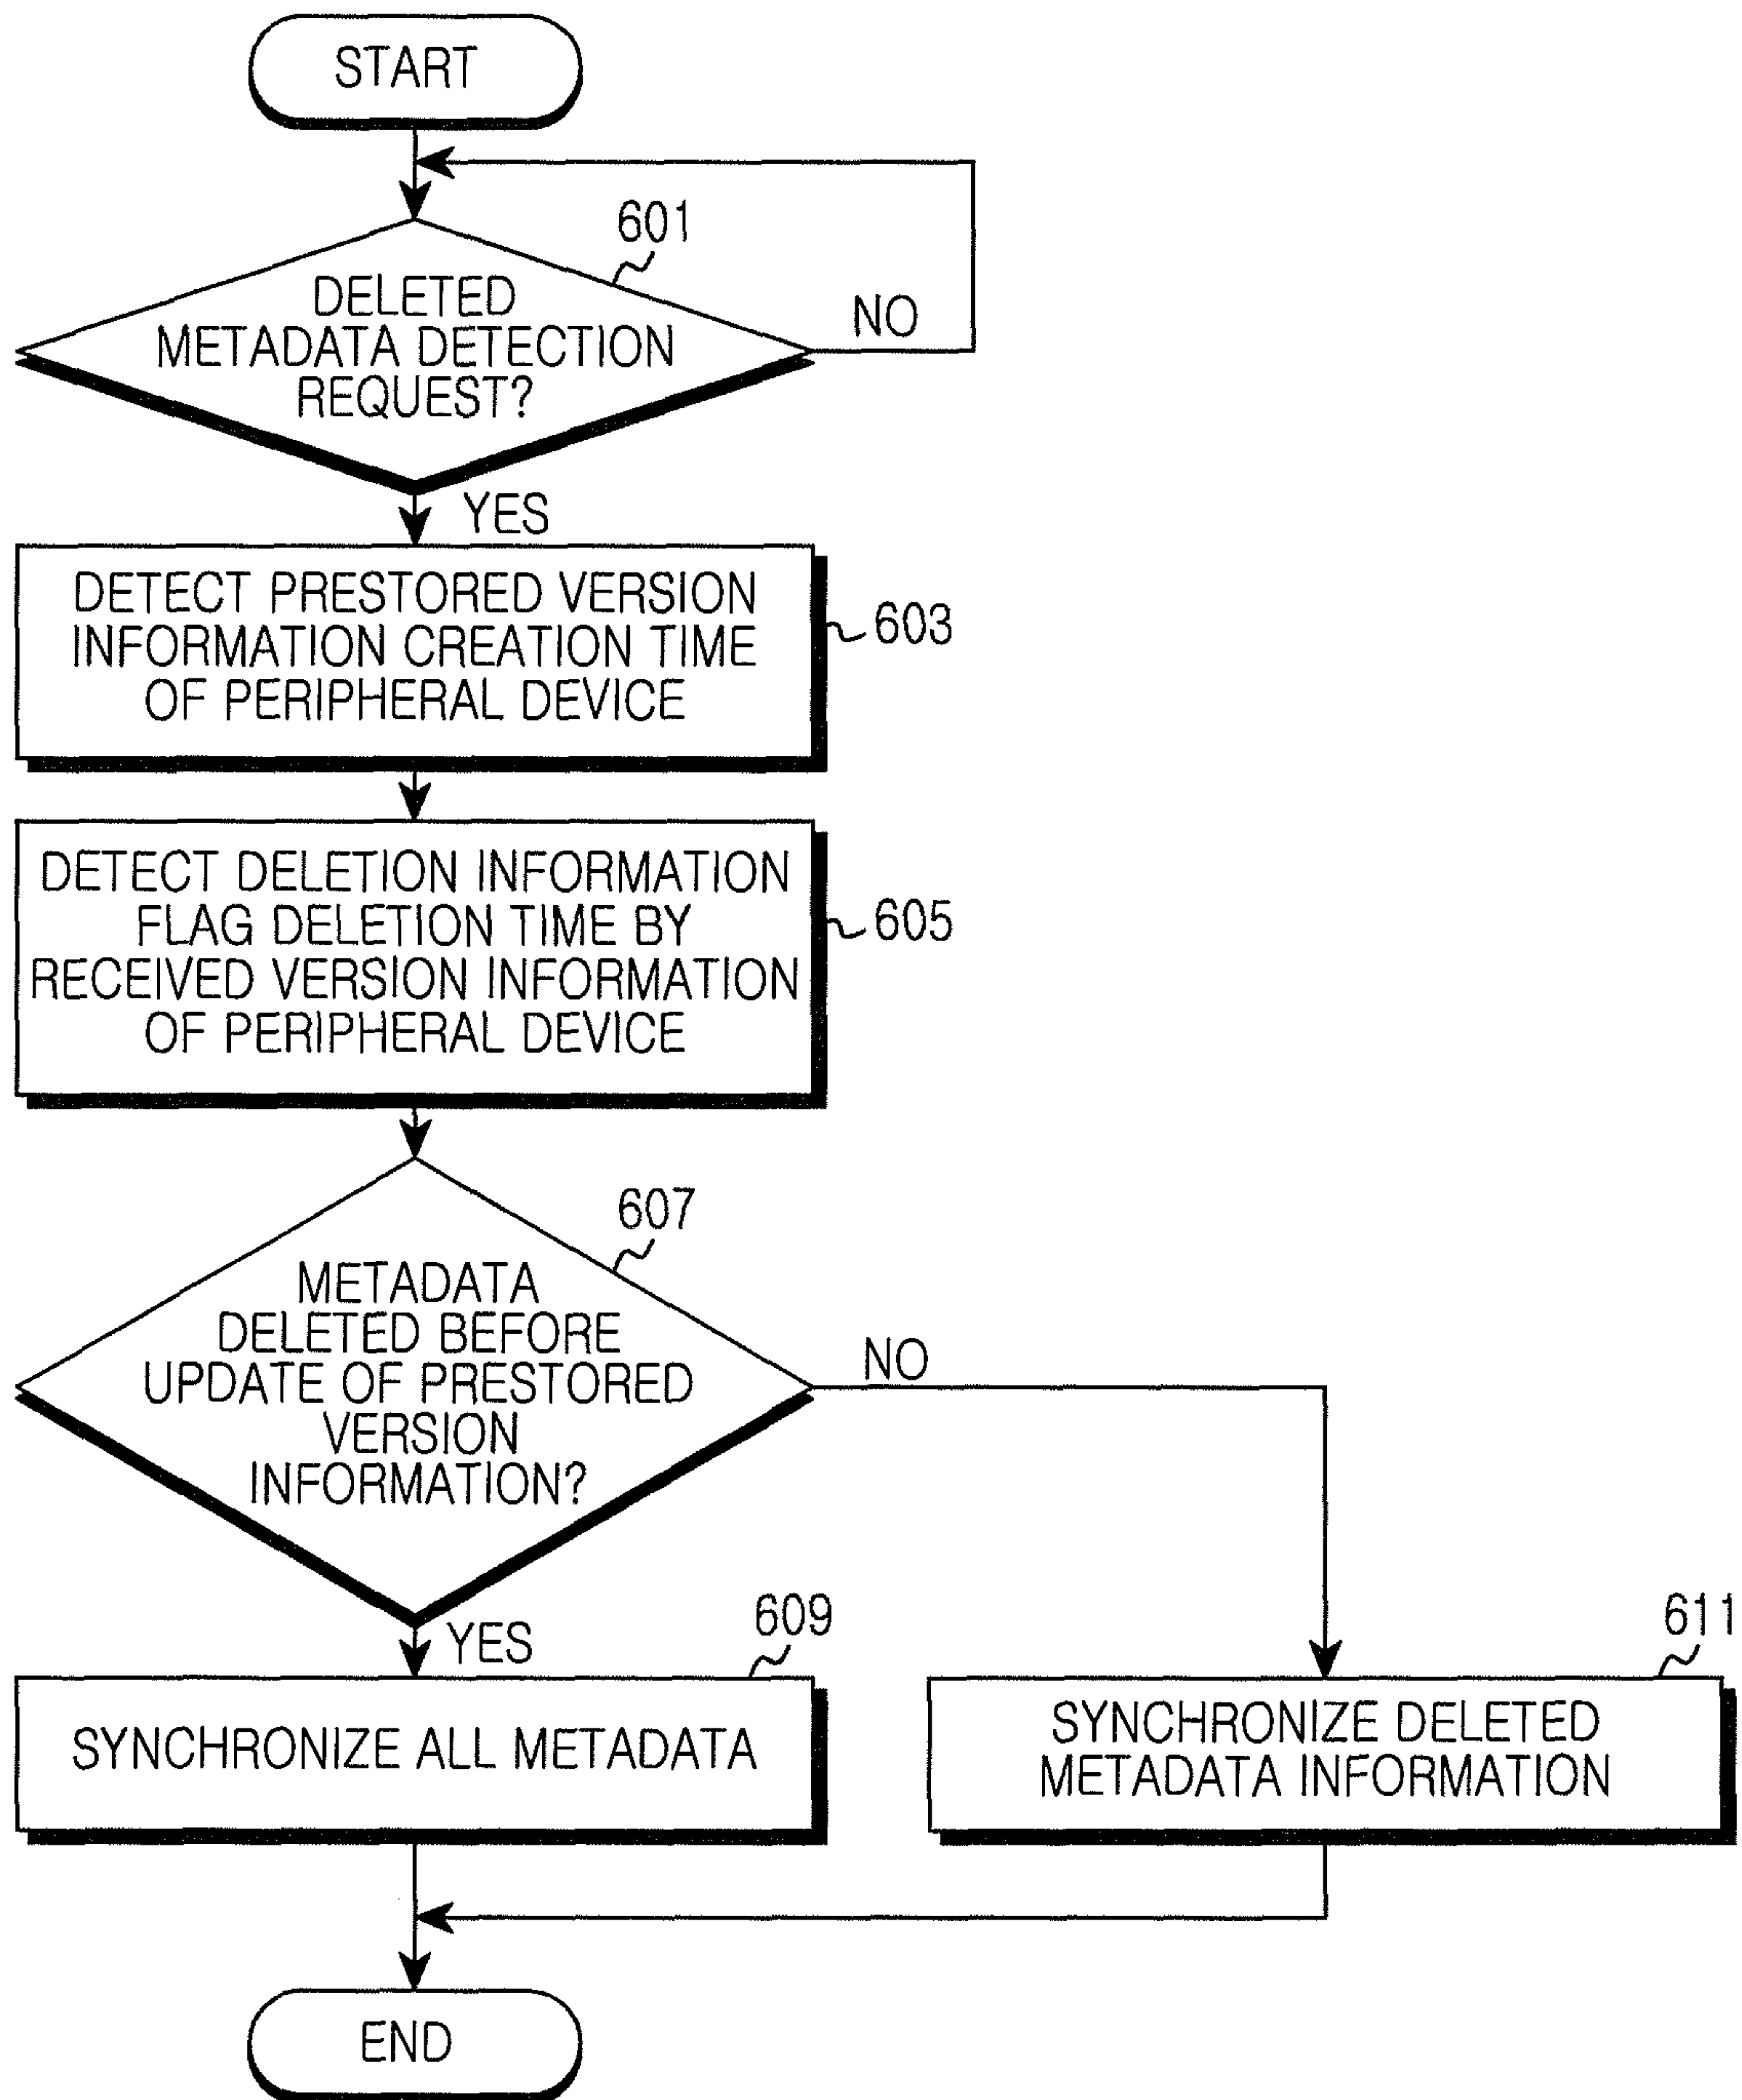 START
601
DELETED
METADATA DETECTION
REQUEST?
NO
YES
DETECT PRESTORED VERSION
INFORMATION CREATION TIME
OF PERIPHERAL DEVICE
603
DETECT DELETION INFORMATION
FLAG DELETION TIME BY
RECEIVED VERSION INFORMATION
OF PERIPHERAL DEVICE
605
607
METADATA
DELETED BEFORE
UPDATE OF PRESTORED
VERSION
INFORMATION?
NO
YES
609
SYNCHRONIZE ALL METADATA
611
SYNCHRONIZE DELETED
METADATA INFORMATION
END